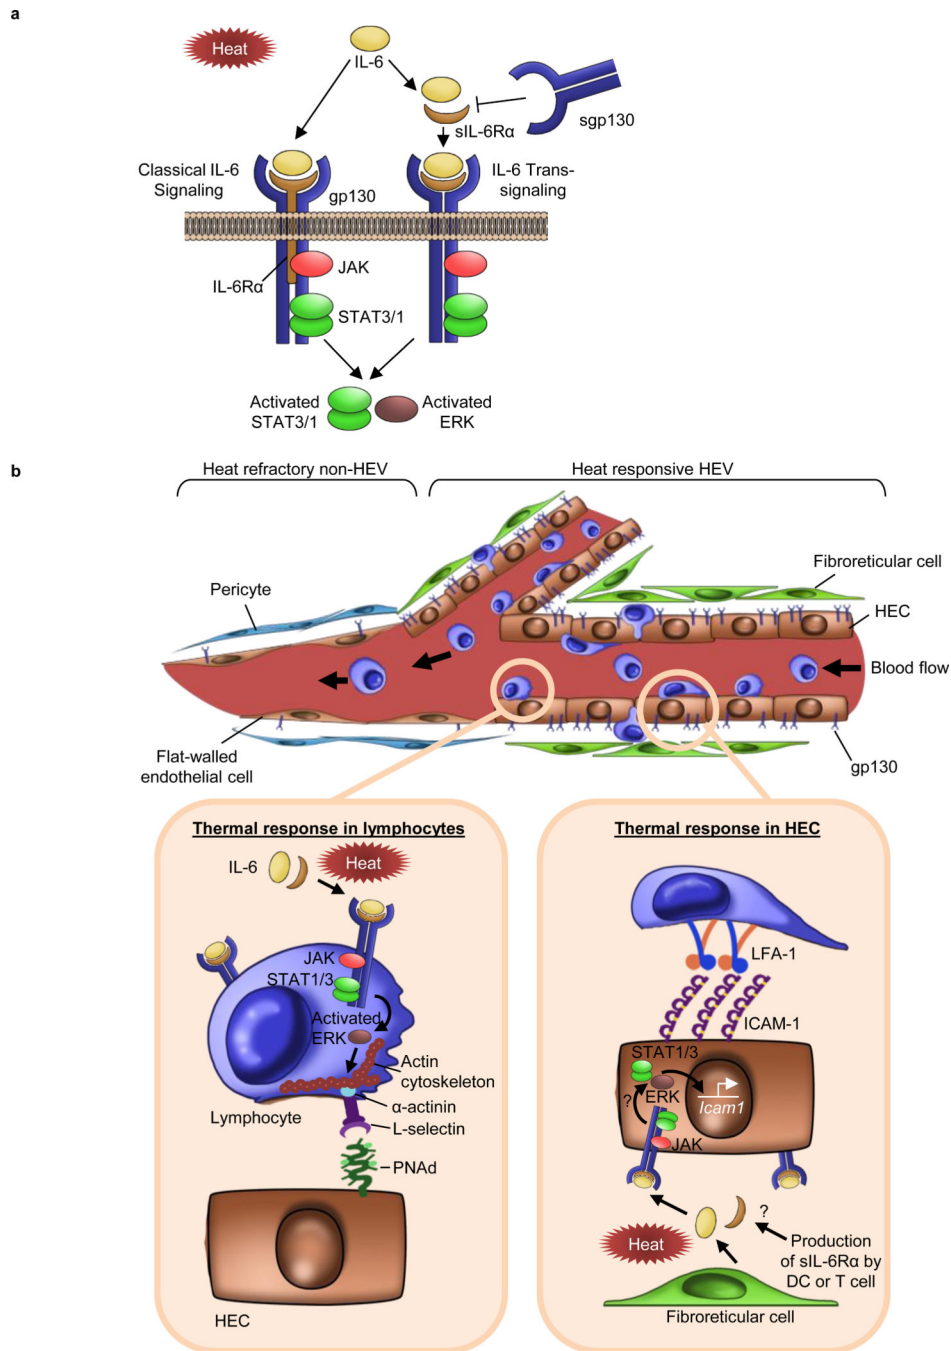 a
Heat
IL-6
sIL-6Rα
sgp130
Classical IL-6
Signaling
gp130
IL-6 Trans-
signaling
IL-6Rα
JAK
STAT3/1
Activated
STAT3/1
Activated
ERK
b
Heat refractory non-HEV
Heat responsive HEV
Fibroreticular cell
Pericyte
HEC
Blood flow
Flat-walled
endothelial cell
gp130
Thermal response in lymphocytes
IL-6
Heat
JAK
STAT1/3
Activated
ERK
Actin
cytoskeleton
α-actinin
Lymphocyte
L-selectin
PNAd
HEC
Thermal response in HEC
LFA-1
ICAM-1
STAT1/3
?
ERK
Icam1
JAK
?
Heat
Production
of sIL-6Rα by
DC or T cell
Fibroreticular cell